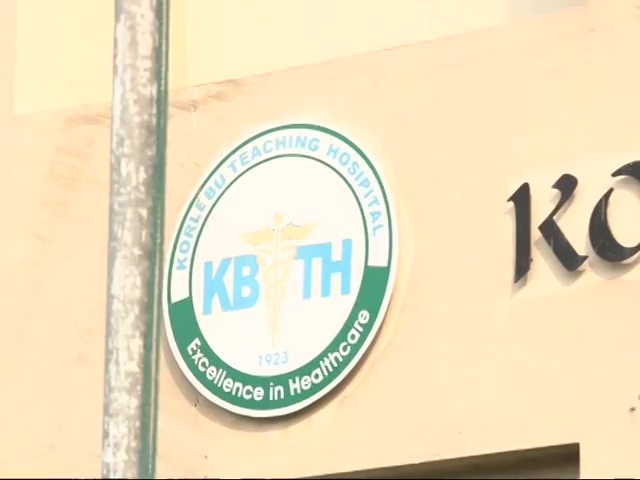 KORLE BU TEACHING HOSPITAL
KB TH
1923
Excellence in Healthcare
KO